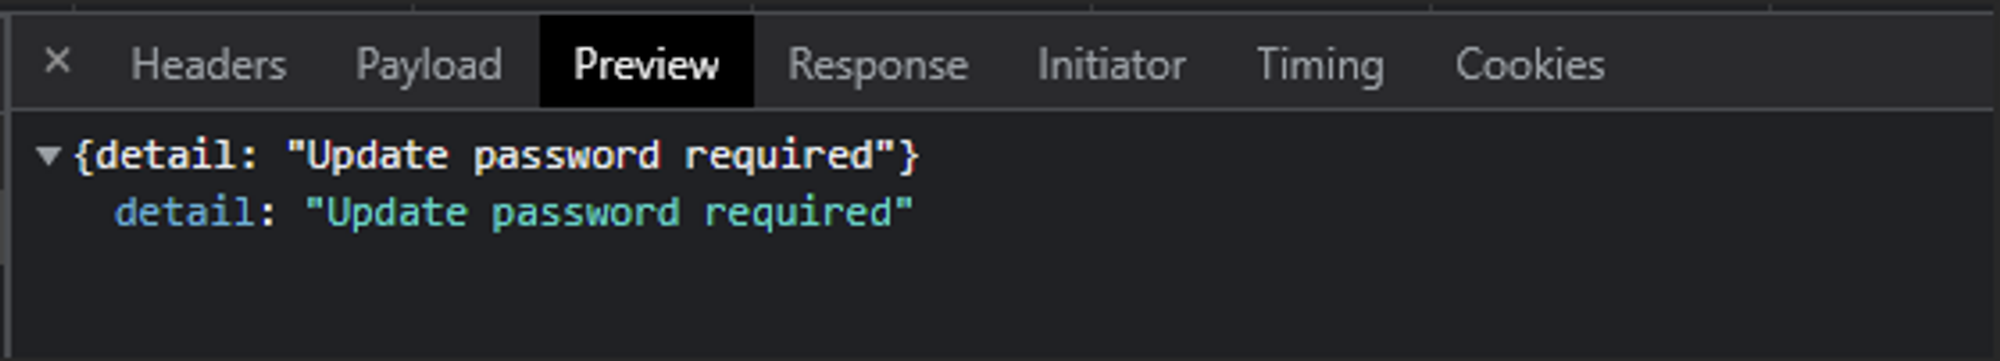 × Headers Payload Preview Response Initiator Timing Cookies
▼ {detail: "Update password required"}
detail: "Update password required"